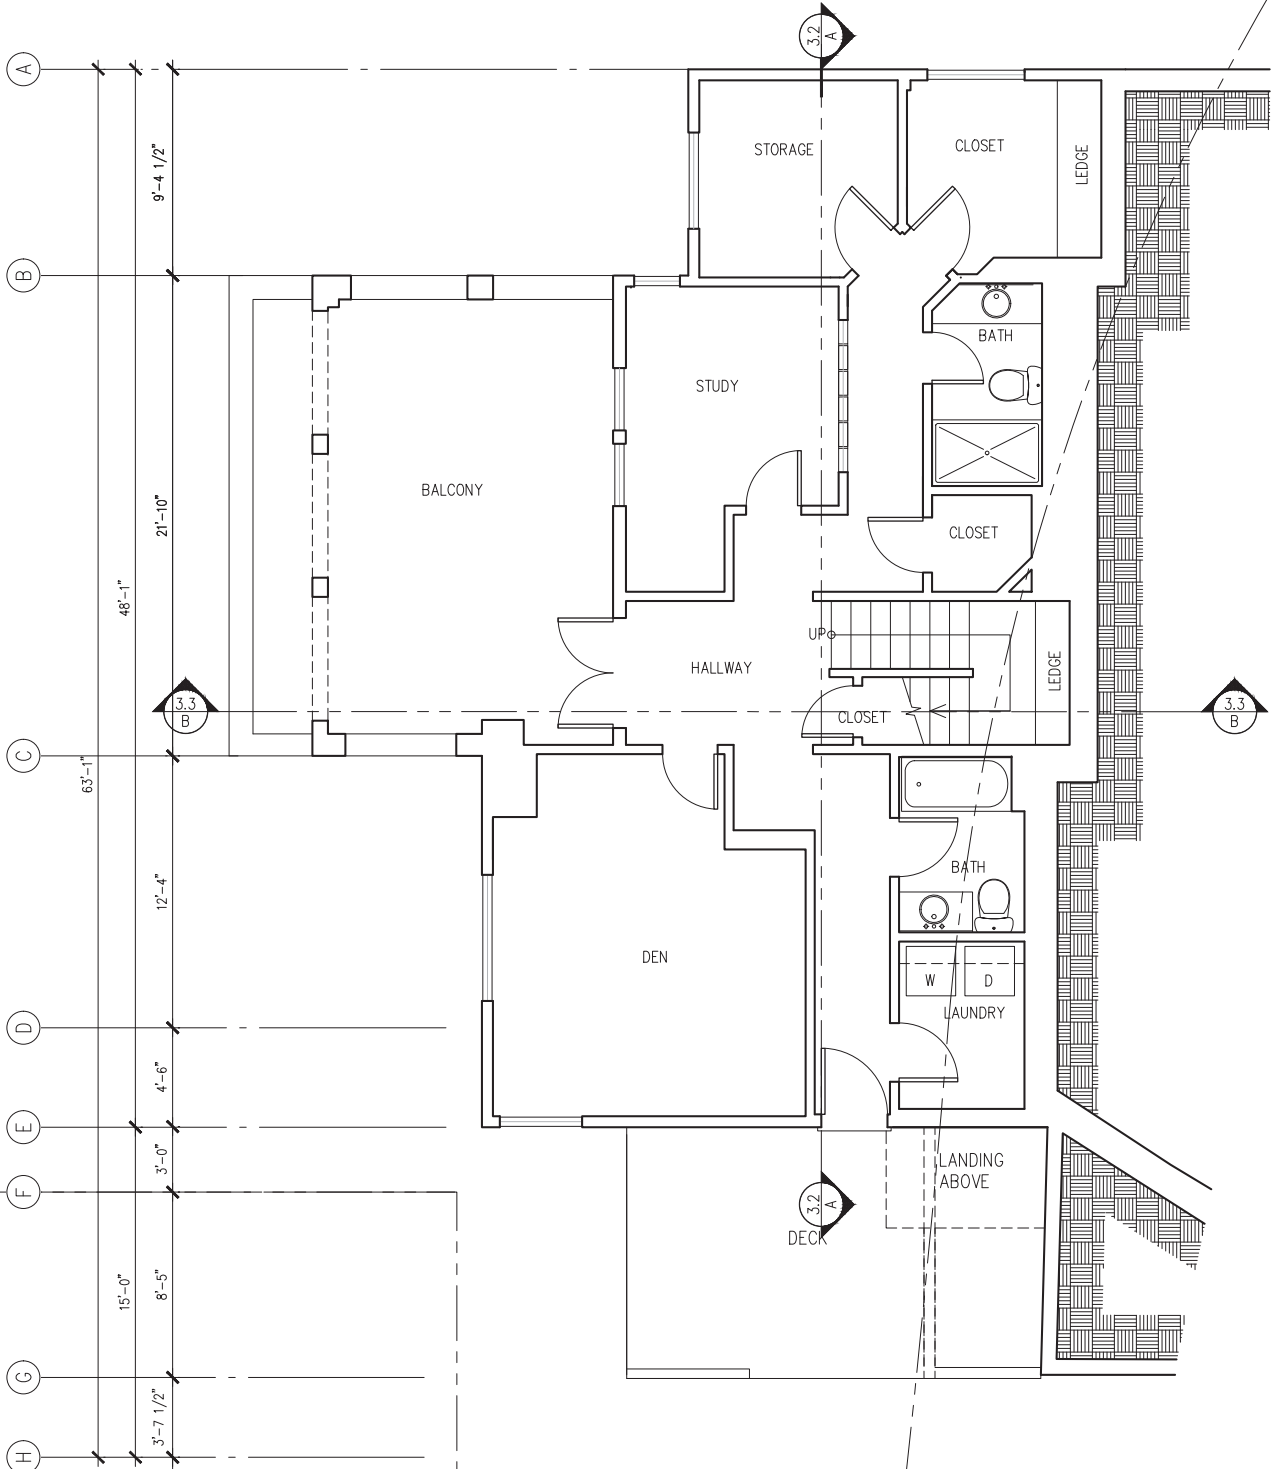 3.2
A
A
9'-4 1/2"
STORAGE
CLOSET
LEDGE
B
BATH
STUDY
BALCONY
21'-10"
CLOSET
48'-1"
UP
HALLWAY
LEDGE
3.3
B
CLOSET
3.3
B
C
63'-1"
BATH
12'-4"
DEN
W
D
LAUNDRY
D
4'-6"
E
3'-0"
LANDING
ABOVE
F
3.2
A
DECK
15'-0"
8'-5"
G
3'-7 1/2"
H